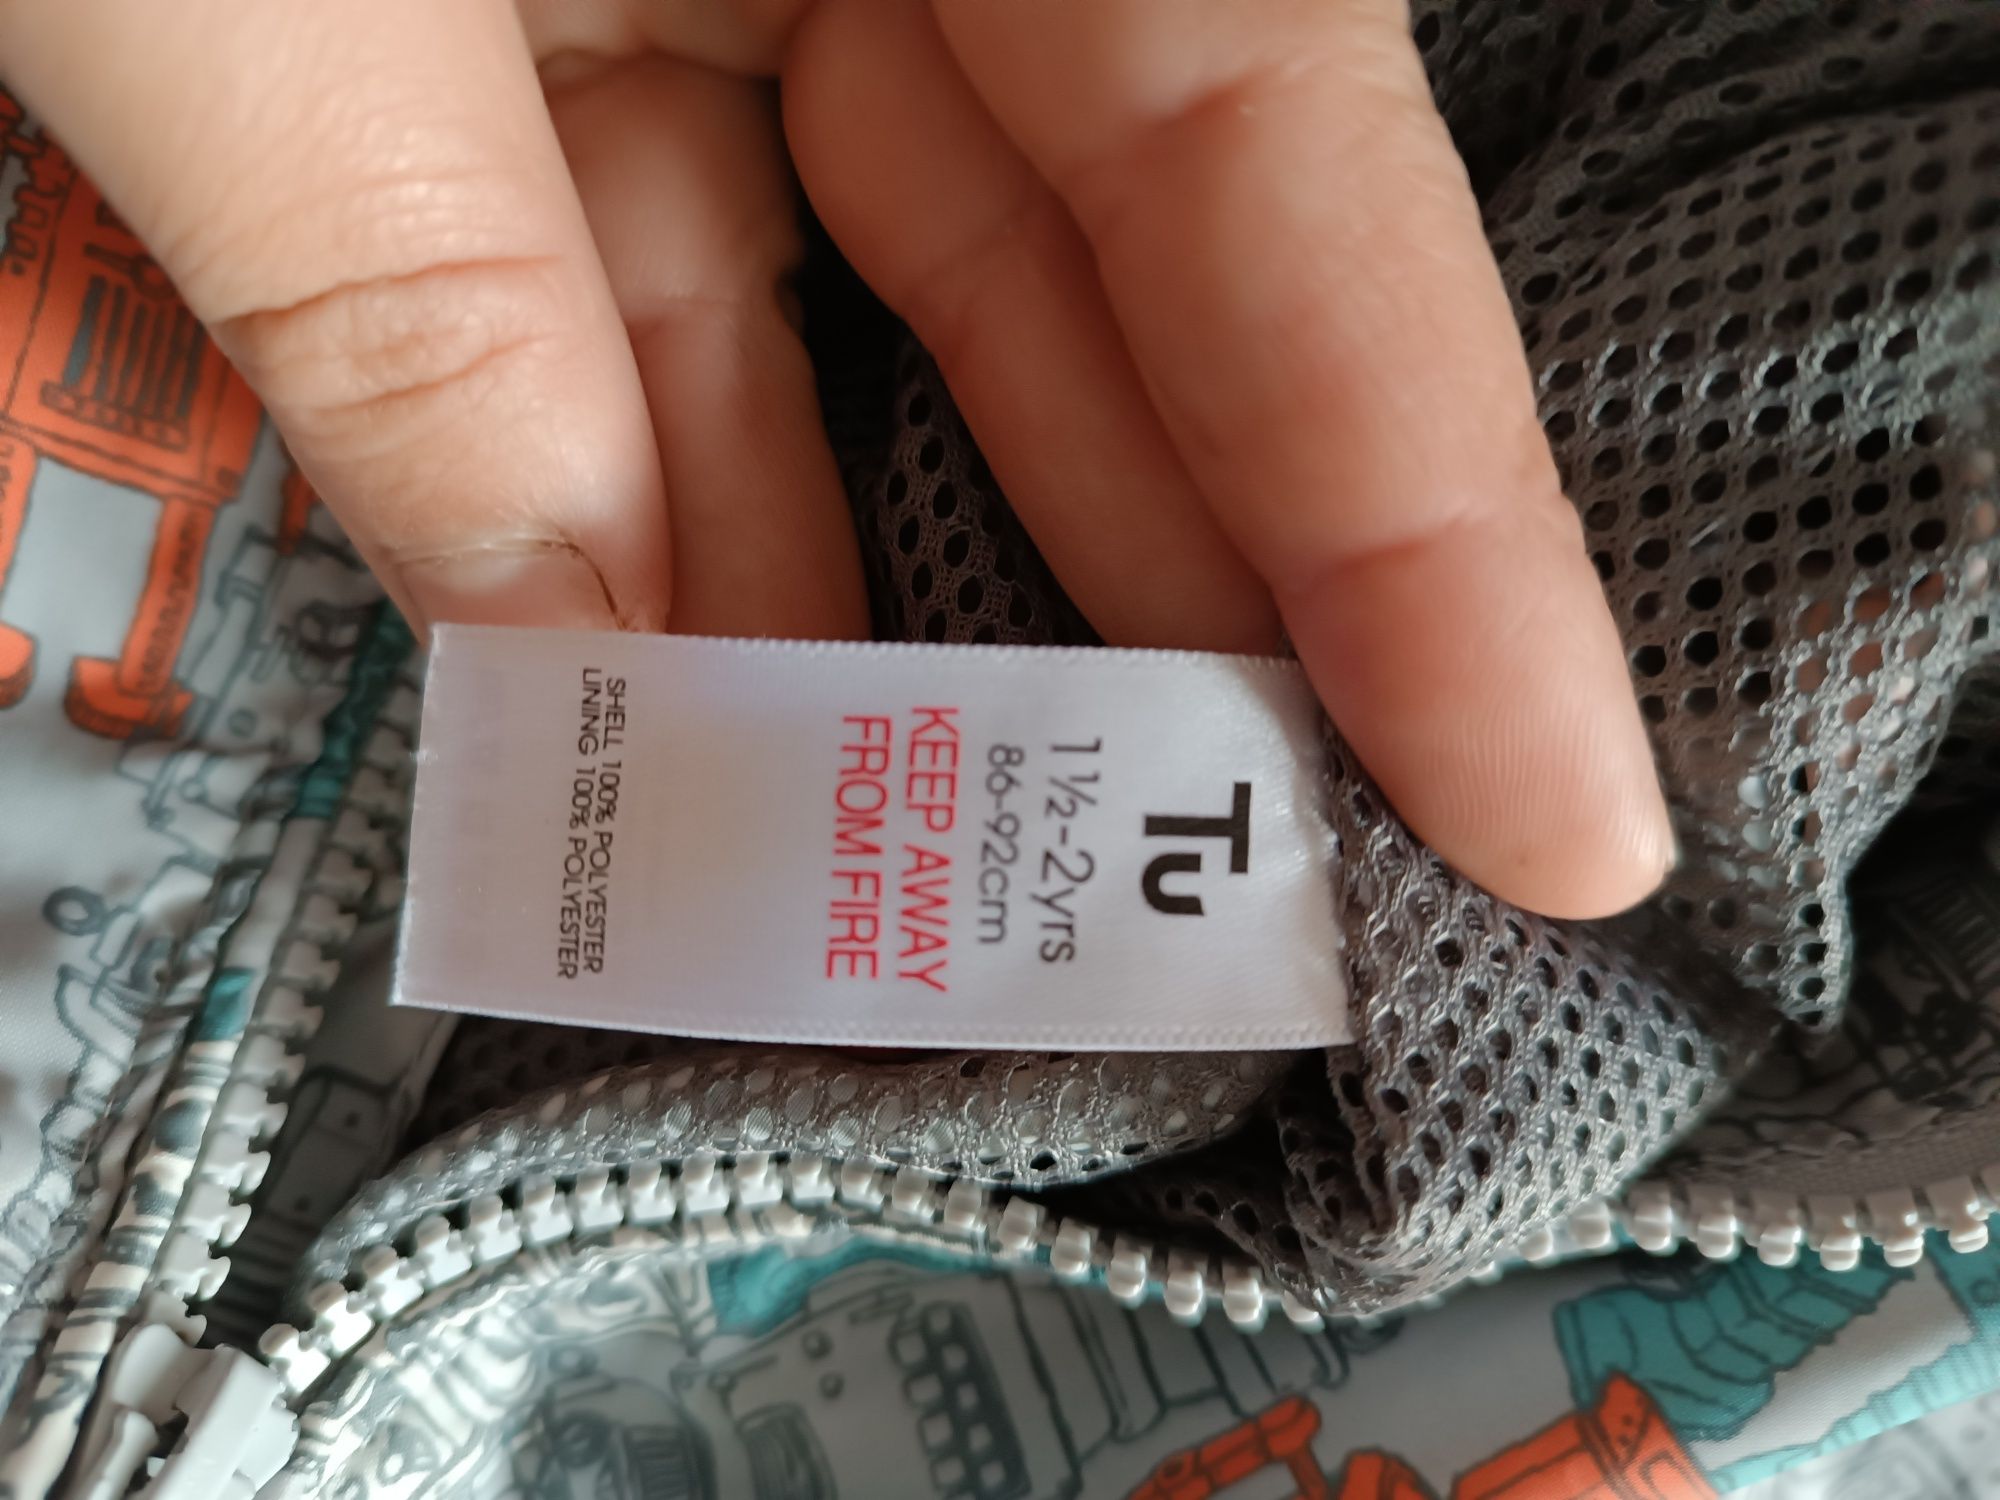 Tu
1½-2yrs
86-92cm
KEEP AWAY
FROM FIRE
SHELL 100% POLYESTER
LINING 100% POLYESTER